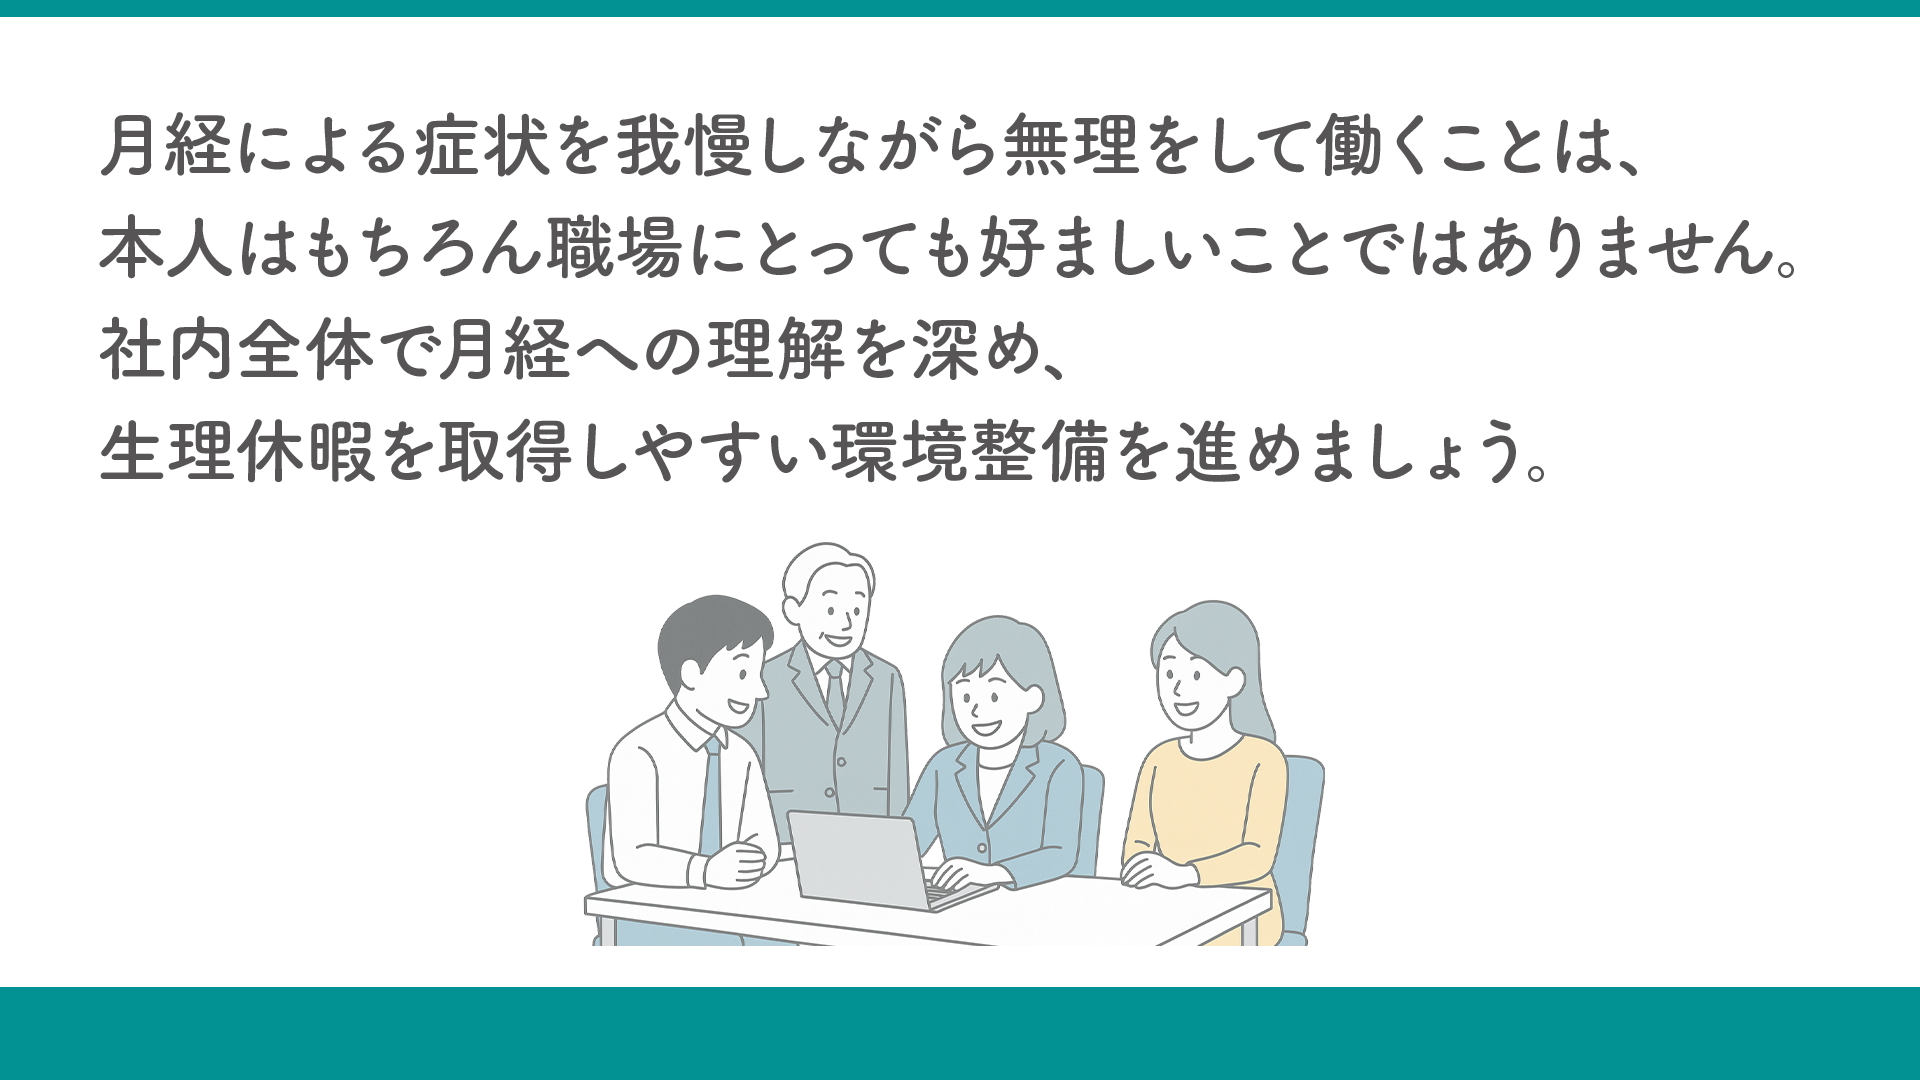 月経による症状を我慢しながら無理をして働くことは、
本人はもちろん職場にとっても好ましいことではありません。
社内全体で月経への理解を深め、
生理休暇を取得しやすい環境整備を進めましょう。